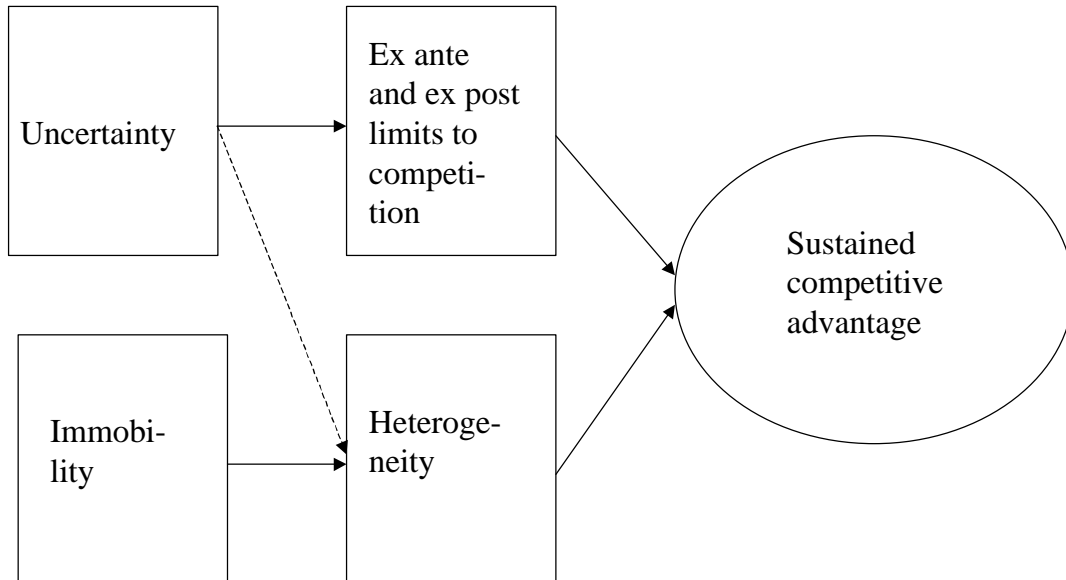 Uncertainty
Ex ante
and ex post
limits to
competi-
tion
Sustained
competitive
advantage
Immobi-
lity
Heteroge-
neity